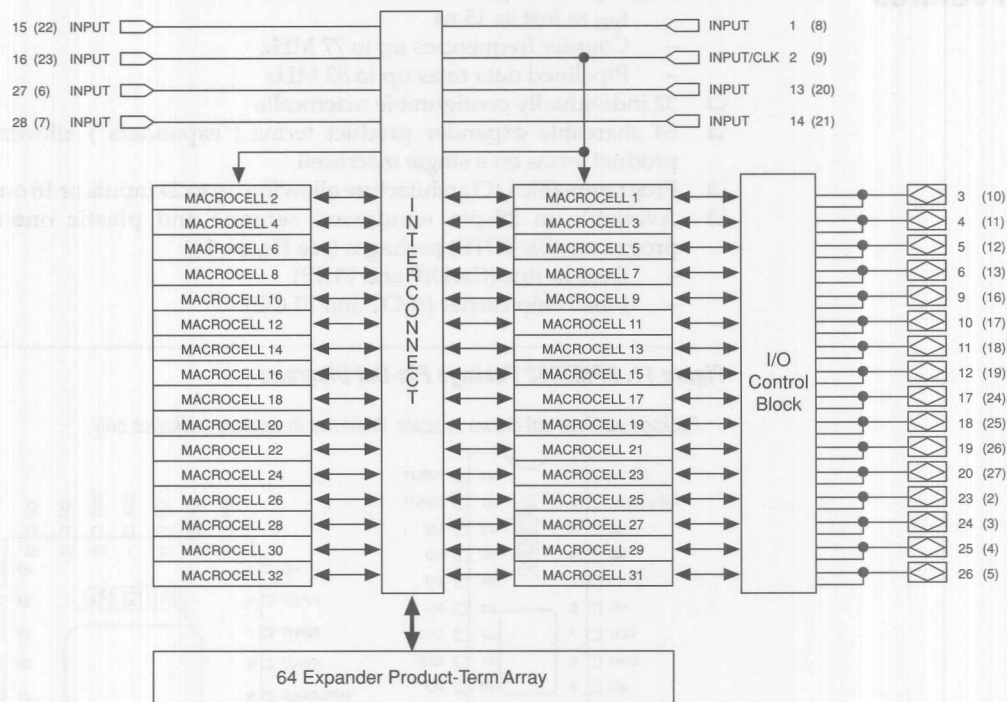 15 (22) INPUT
16 (23) INPUT
27 (6) INPUT
28 (7) INPUT
INPUT 1 (8)
INPUT/CLK 2 (9)
INPUT 13 (20)
INPUT 14 (21)
MACROCELL 2
MACROCELL 4
MACROCELL 6
MACROCELL 8
MACROCELL 10
MACROCELL 12
MACROCELL 14
MACROCELL 16
MACROCELL 18
MACROCELL 20
MACROCELL 22
MACROCELL 24
MACROCELL 26
MACROCELL 28
MACROCELL 30
MACROCELL 32
INTERCONNECT
MACROCELL 1
MACROCELL 3
MACROCELL 5
MACROCELL 7
MACROCELL 9
MACROCELL 11
MACROCELL 13
MACROCELL 15
MACROCELL 17
MACROCELL 19
MACROCELL 21
MACROCELL 23
MACROCELL 25
MACROCELL 27
MACROCELL 29
MACROCELL 31
I/O
Control
Block
3 (10)
4 (11)
5 (12)
6 (13)
9 (16)
10 (17)
11 (18)
12 (19)
17 (24)
18 (25)
19 (26)
20 (27)
23 (2)
24 (3)
25 (4)
26 (5)
64 Expander Product-Term Array